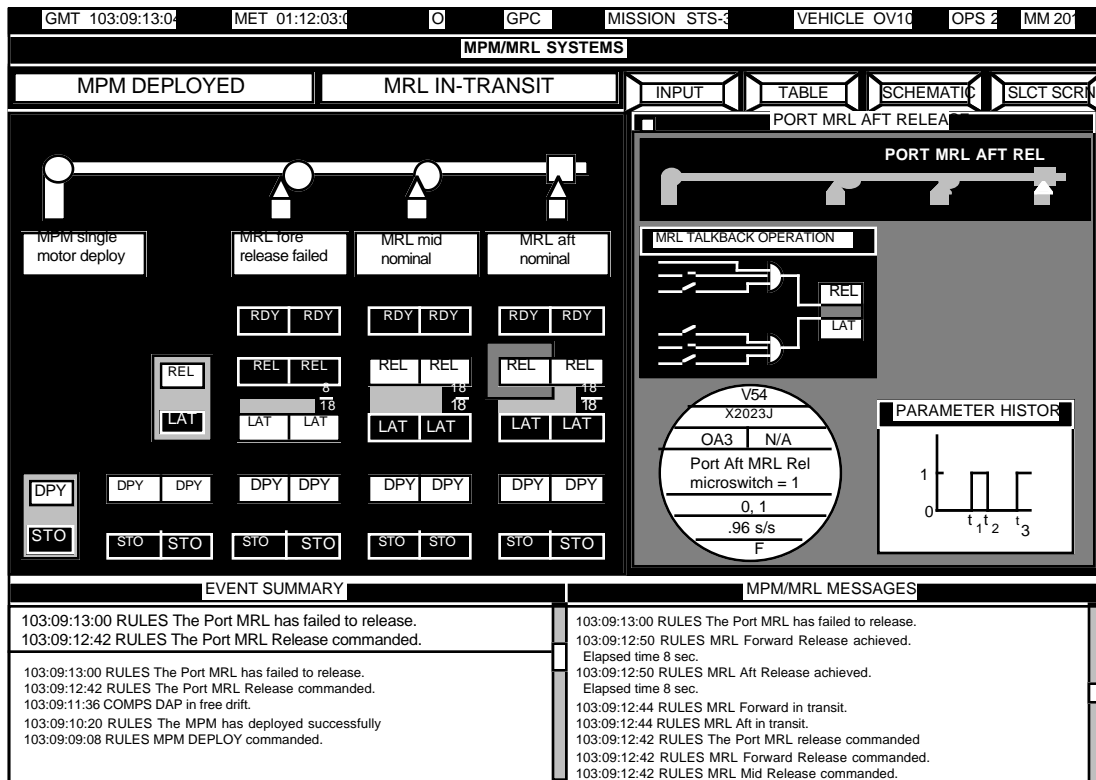 GMT 103:09:13:04 MET 01:12:03:0 O GPC MISSION STS-3 VEHICLE OV10 OPS 2 MM 201
MPM/MRL SYSTEMS
MPM DEPLOYED MRL IN-TRANSIT INPUT TABLE SCHEMATIC SLCT SCRN
PORT MRL AFT RELEASE
PORT MRL AFT REL
MPM single
motor deploy
MRL fore
release failed
MRL mid
nominal
MRL aft
nominal
MRL TALKBACK OPERATION
REL
LAT
RDY RDY RDY RDY RDY RDY
REL REL REL REL REL REL REL
8
18
18
18
18
18
LAT LAT LAT LAT LAT LAT LAT
DPY DPY DPY DPY DPY DPY DPY DPY DPY
STO STO STO STO STO STO STO STO STO
V54
X2023J
OA3 N/A
Port Aft MRL Rel
microswitch = 1
0, 1
.96 s/s
F
PARAMETER HISTOR
1
0
t1 t2 t3
EVENT SUMMARY
103:09:13:00 RULES The Port MRL has failed to release.
103:09:12:42 RULES The Port MRL Release commanded.
103:09:13:00 RULES The Port MRL has failed to release.
103:09:12:42 RULES The Port MRL Release commanded.
103:09:11:36 COMPS DAP in free drift.
103:09:10:20 RULES The MPM has deployed successfully
103:09:09:08 RULES MPM DEPLOY commanded.
MPM/MRL MESSAGES
103:09:13:00 RULES The Port MRL has failed to release.
103:09:12:50 RULES MRL Forward Release achieved.
Elapsed time 8 sec.
103:09:12:50 RULES MRL Aft Release achieved.
Elapsed time 8 sec.
103:09:12:44 RULES MRL Forward in transit.
103:09:12:44 RULES MRL Aft in transit.
103:09:12:42 RULES The Port MRL release commanded
103:09:12:42 RULES MRL Forward Release commanded.
103:09:12:42 RULES MRL Mid Release commanded.